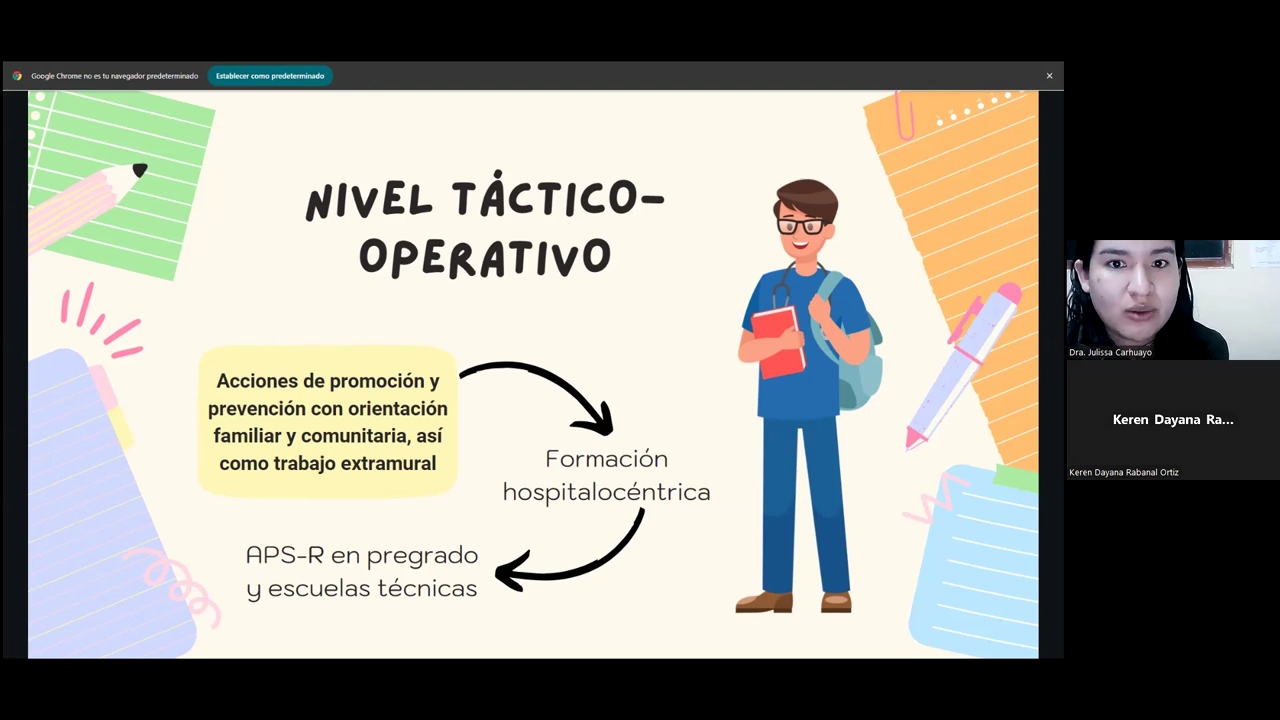 Google Chrome no es tu navegador predeterminado
Establecer como predeterminado
NIVEL TÁCTICO-
OPERATIVO
Acciones de promoción y
prevención con orientación
familiar y comunitaria, así
como trabajo extramural
Formación
hospitalocéntrica
APS-R en pregrado
y escuelas técnicas
Dra. Julissa Carhuayo
Keren Dayana Ra...
Keren Dayana Rabanal Ortiz